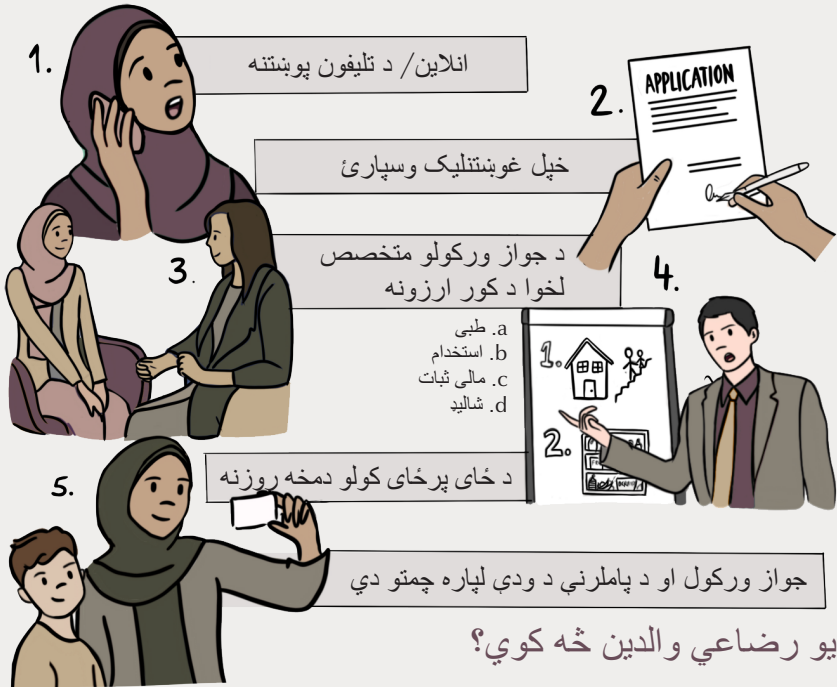 1.
انلاین/ د تلیفون پوښتنه
2.
APPLICATION
خپل غوښتنلیک وسپارئ
3.
د جواز ورکولو متخصص
لخوا د کور ارزونه
a. طبی
b. استخدام
c. مالی ثبات
d. شالید
4.
1.
2.
د ځای پرځای کولو دمخه روزنه
5.
جواز ورکول او د پاملرنې د ودې لپاره چمتو دي
یو رضاعي والدین څه کوي؟